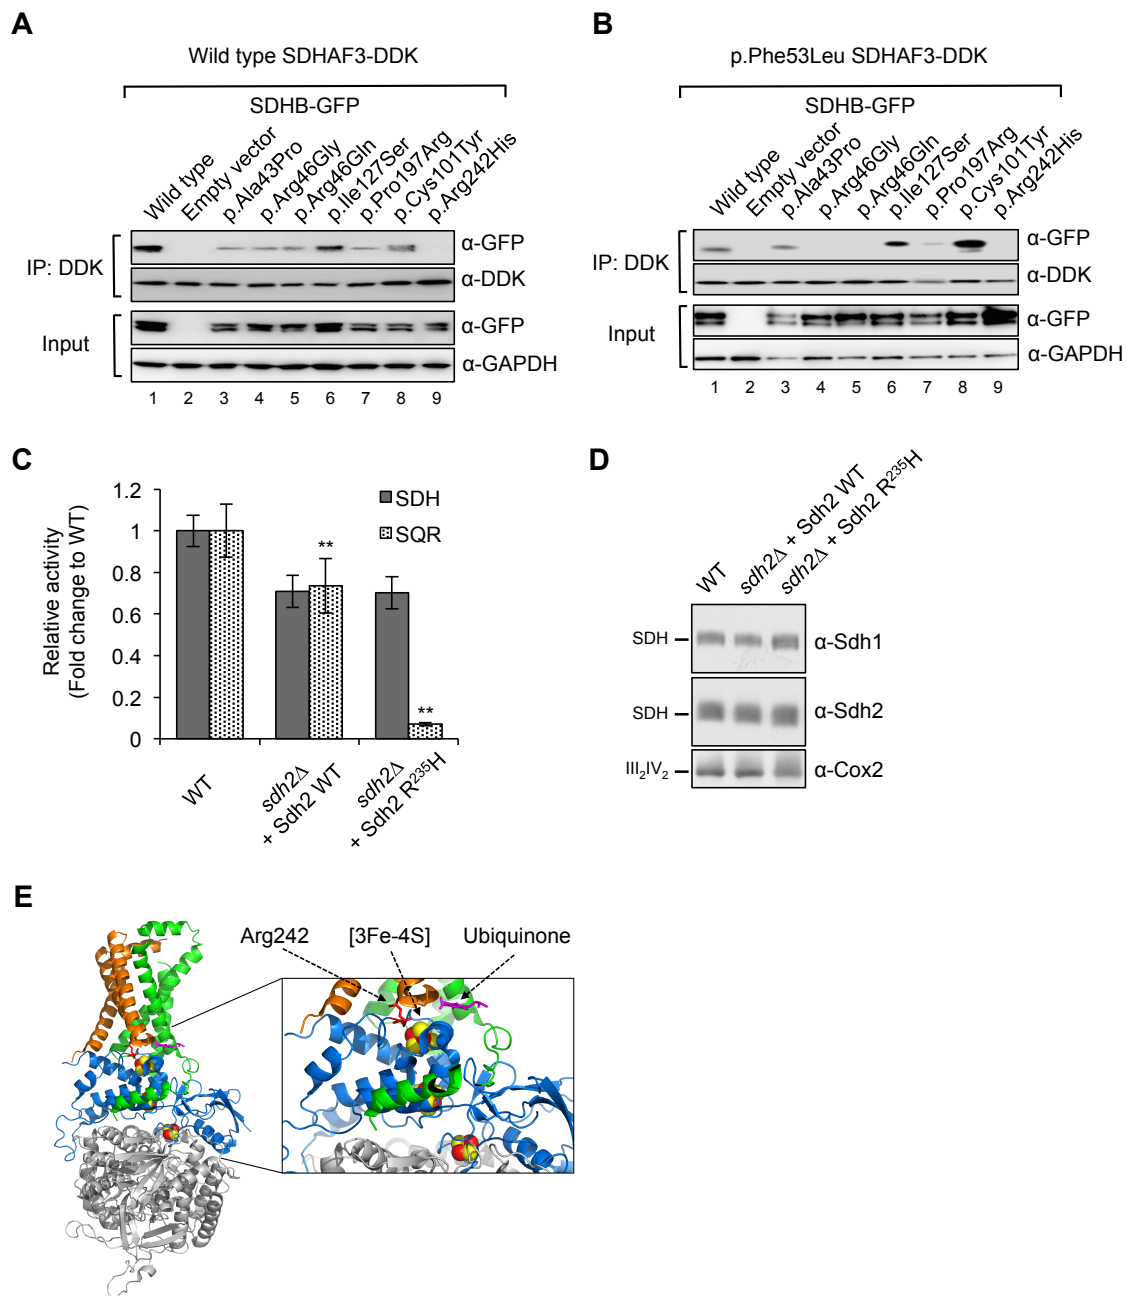 A
Wild type SDHAF3-DDK
SDHB-GFP
Wild type
Empty vector
p.Ala43Pro
p.Arg46Gly
p.Arg46Gln
p.Ile127Ser
p.Pro197Arg
p.Cys101Tyr
p.Arg242His
IP: DDK
α-GFP
α-DDK
Input
α-GFP
α-GAPDH
1 2 3 4 5 6 7 8 9
B
p.Phe53Leu SDHAF3-DDK
SDHB-GFP
Wild type
Empty vector
p.Ala43Pro
p.Arg46Gly
p.Arg46Gln
p.Ile127Ser
p.Pro197Arg
p.Cys101Tyr
p.Arg242His
IP: DDK
α-GFP
α-DDK
Input
α-GFP
α-GAPDH
1 2 3 4 5 6 7 8 9
C
Relative activity
(Fold change to WT)
1.2
1
0.8
0.6
0.4
0.2
0
SDH
SQR
**
**
WT
sdh2Δ
+ Sdh2 WT
sdh2Δ
+ Sdh2 R²³⁵H
D
WT
sdh2Δ + Sdh2 WT
sdh2Δ + Sdh2 R²³⁵H
SDH
α-Sdh1
SDH
α-Sdh2
III₂IV₂
α-Cox2
E
Arg242
[3Fe-4S]
Ubiquinone